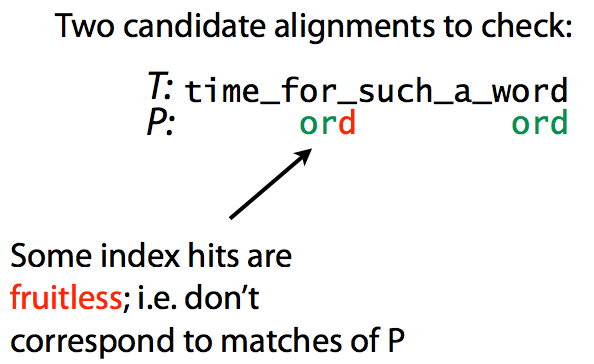 Two candidate alignments to check:
T: time_for_such_a_word
P: ord ord
Some index hits are
fruitless; i.e. don’t
correspond to matches of P